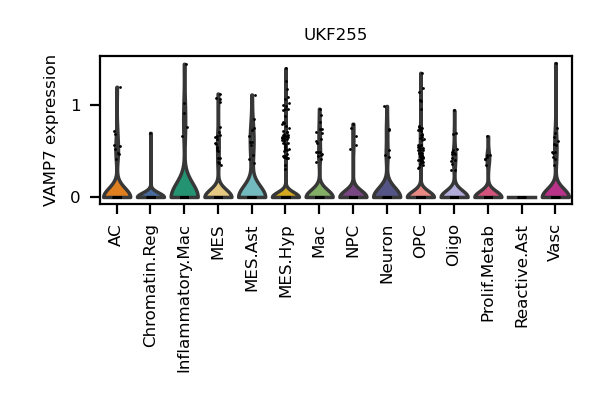 UKF255
VAMP7 expression
1
0
AC
Chromatin.Reg
Inflammatory.Mac
MES
MES.Ast
MES.Hyp
Mac
NPC
Neuron
OPC
Oligo
Prolif.Metab
Reactive.Ast
Vasc